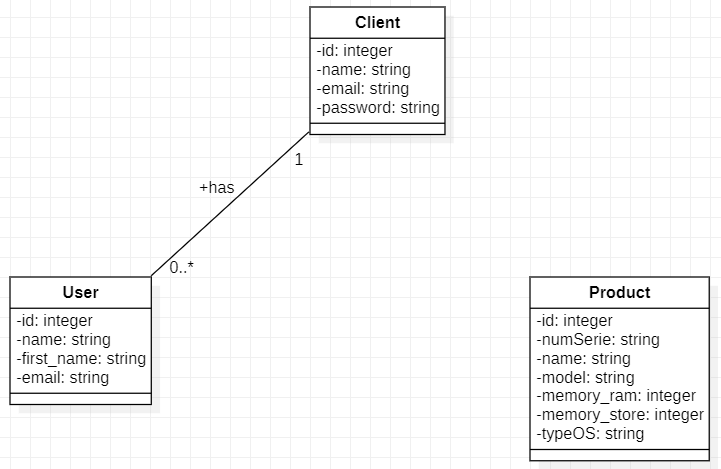 Client
-id: integer
-name: string
-email: string
-password: string
1
+has
0..*
User
-id: integer
-name: string
-first_name: string
-email: string
Product
-id: integer
-numSerie: string
-name: string
-model: string
-memory_ram: integer
-memory_store: integer
-typeOS: string